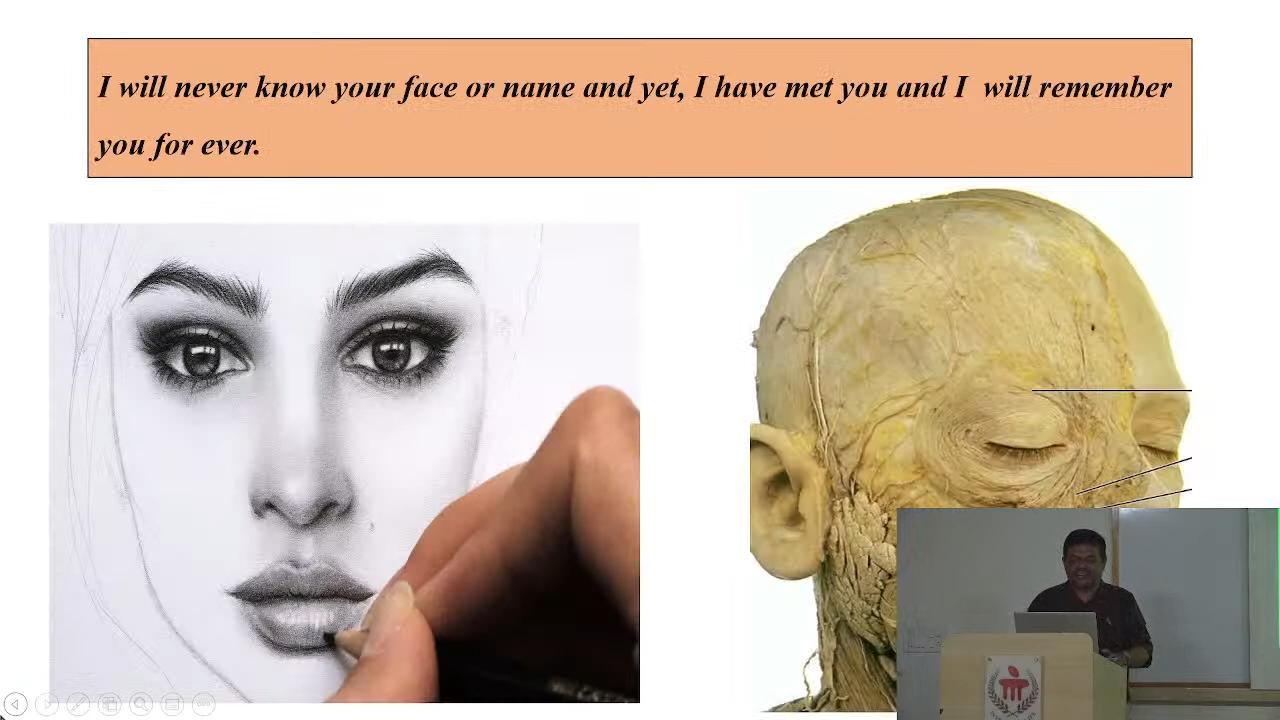 I will never know your face or name and yet, I have met you and I will remember
you for ever.